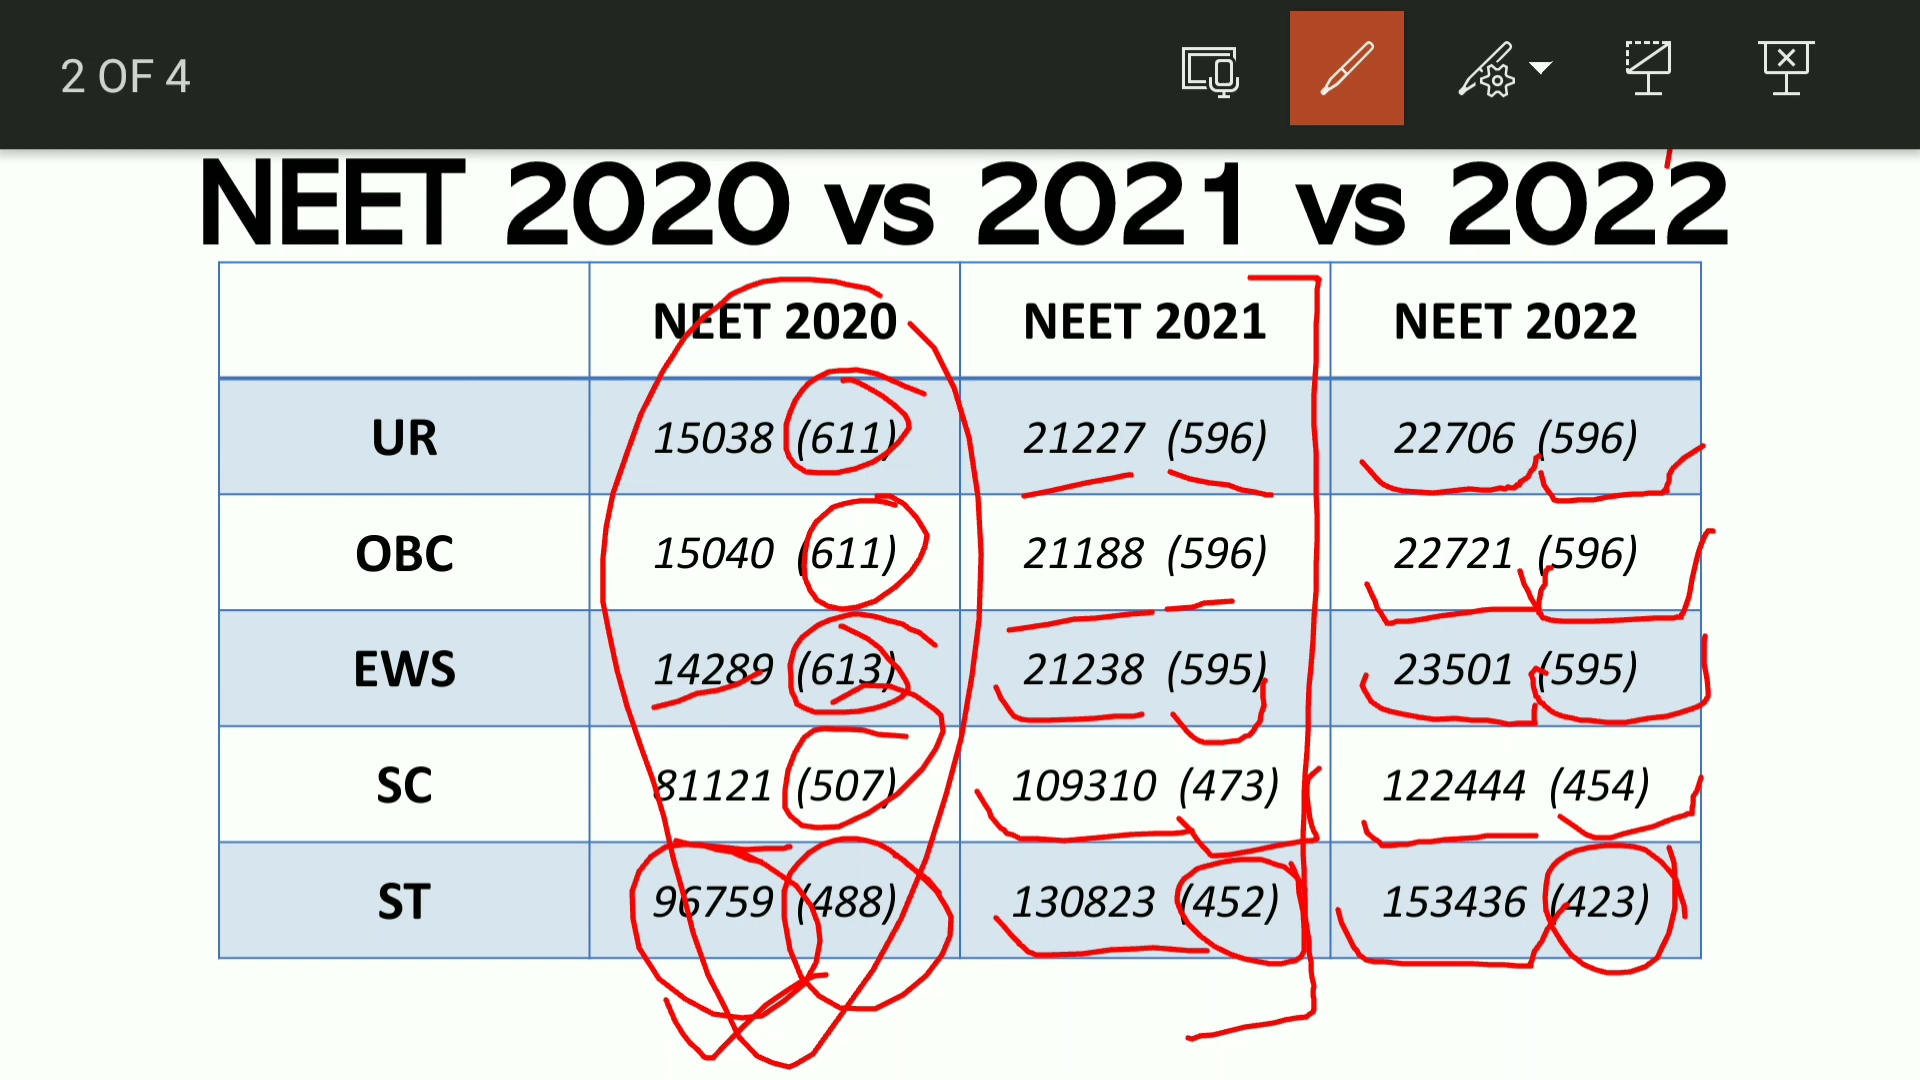 2 OF 4
NEET 2020 vs 2021 vs 2022
NEET 2020 NEET 2021 NEET 2022
UR 15038 (611) 21227 (596) 22706 (596)
OBC 15040 (611) 21188 (596) 22721 (596)
EWS 14289 (613) 21238 (595) 23501 (595)
SC 81121 (507) 109310 (473) 122444 (454)
ST 96759 (488) 130823 (452) 153436 (423)